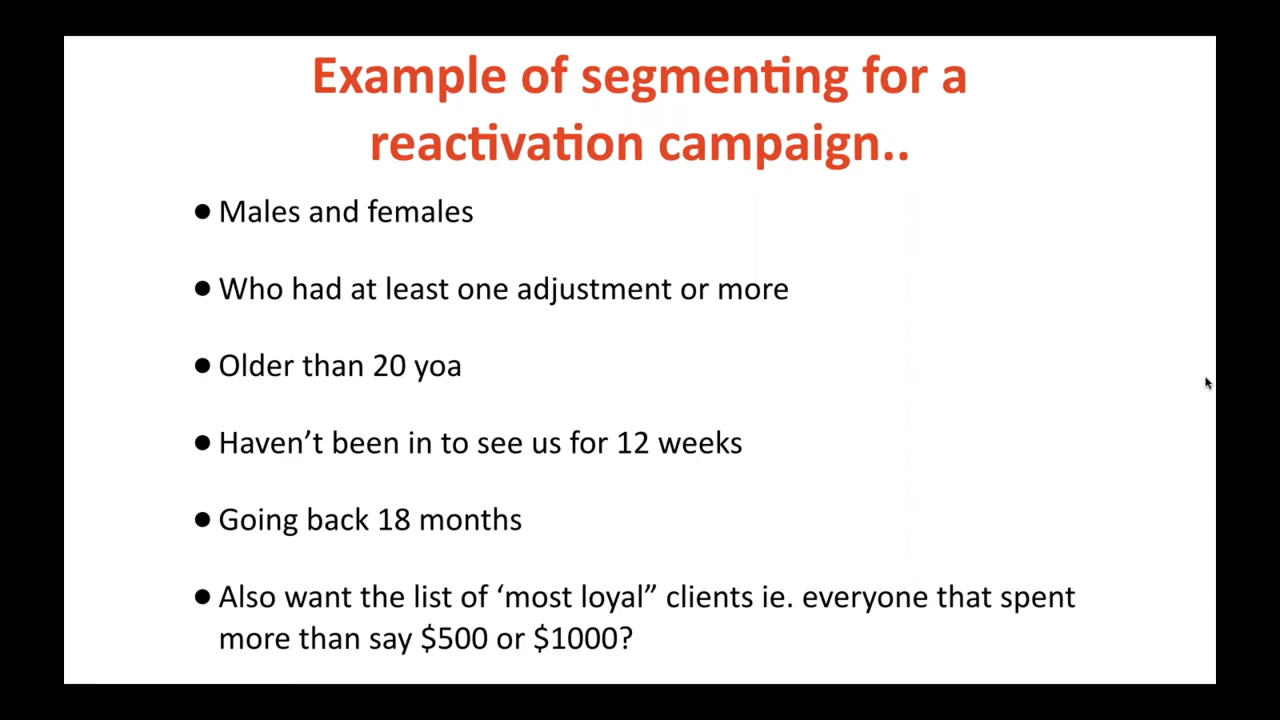 Example of segmenting for a
reactivation campaign..
● Males and females
● Who had at least one adjustment or more
● Older than 20 yoa
● Haven’t been in to see us for 12 weeks
● Going back 18 months
● Also want the list of ‘most loyal” clients ie. everyone that spent
more than say $500 or $1000?